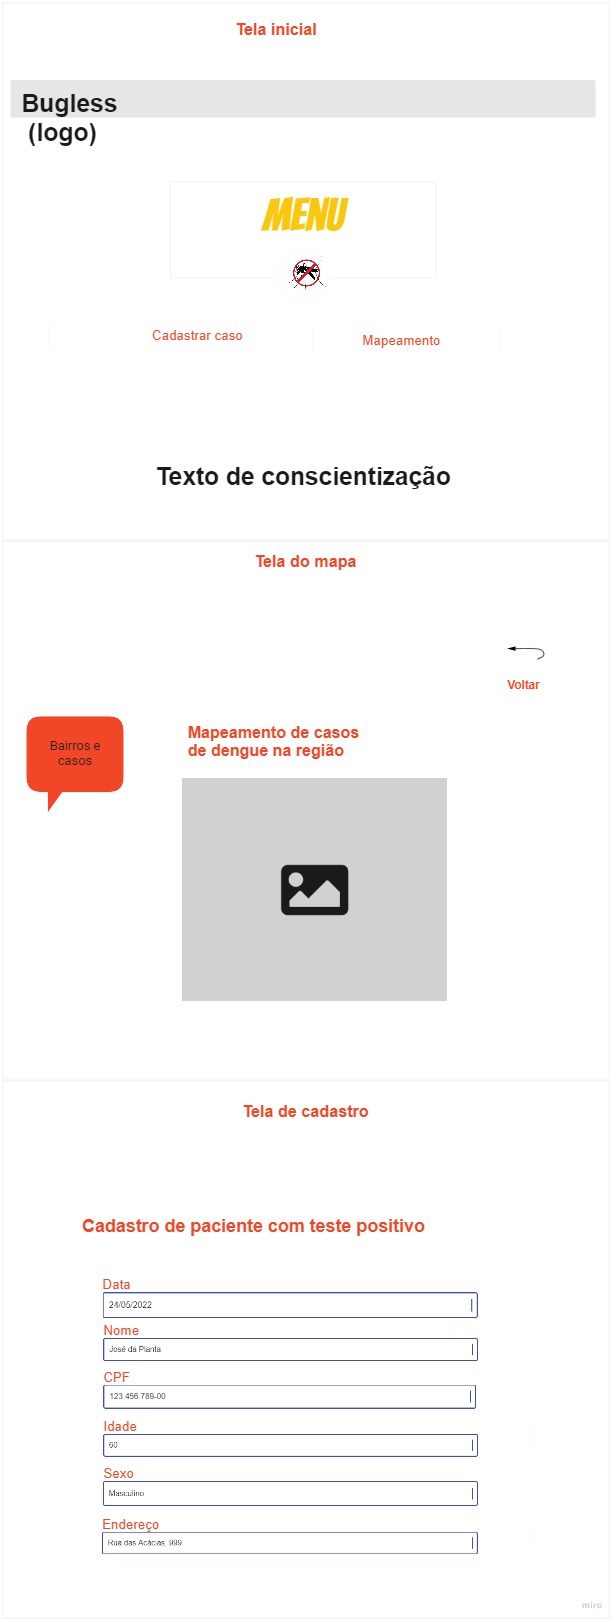 Tela inicial
Bugless
(logo)
MENU
Cadastrar caso
Mapeamento
Texto de conscientização
Tela do mapa
Voltar
Bairros e
casos
Mapeamento de casos
de dengue na região
Tela de cadastro
Cadastro de paciente com teste positivo
Data
24/05/2022
Nome
José da Planta
CPF
123.456.789-00
Idade
60
Sexo
Masculino
Endereço
Rua das Acácias, 999
miro